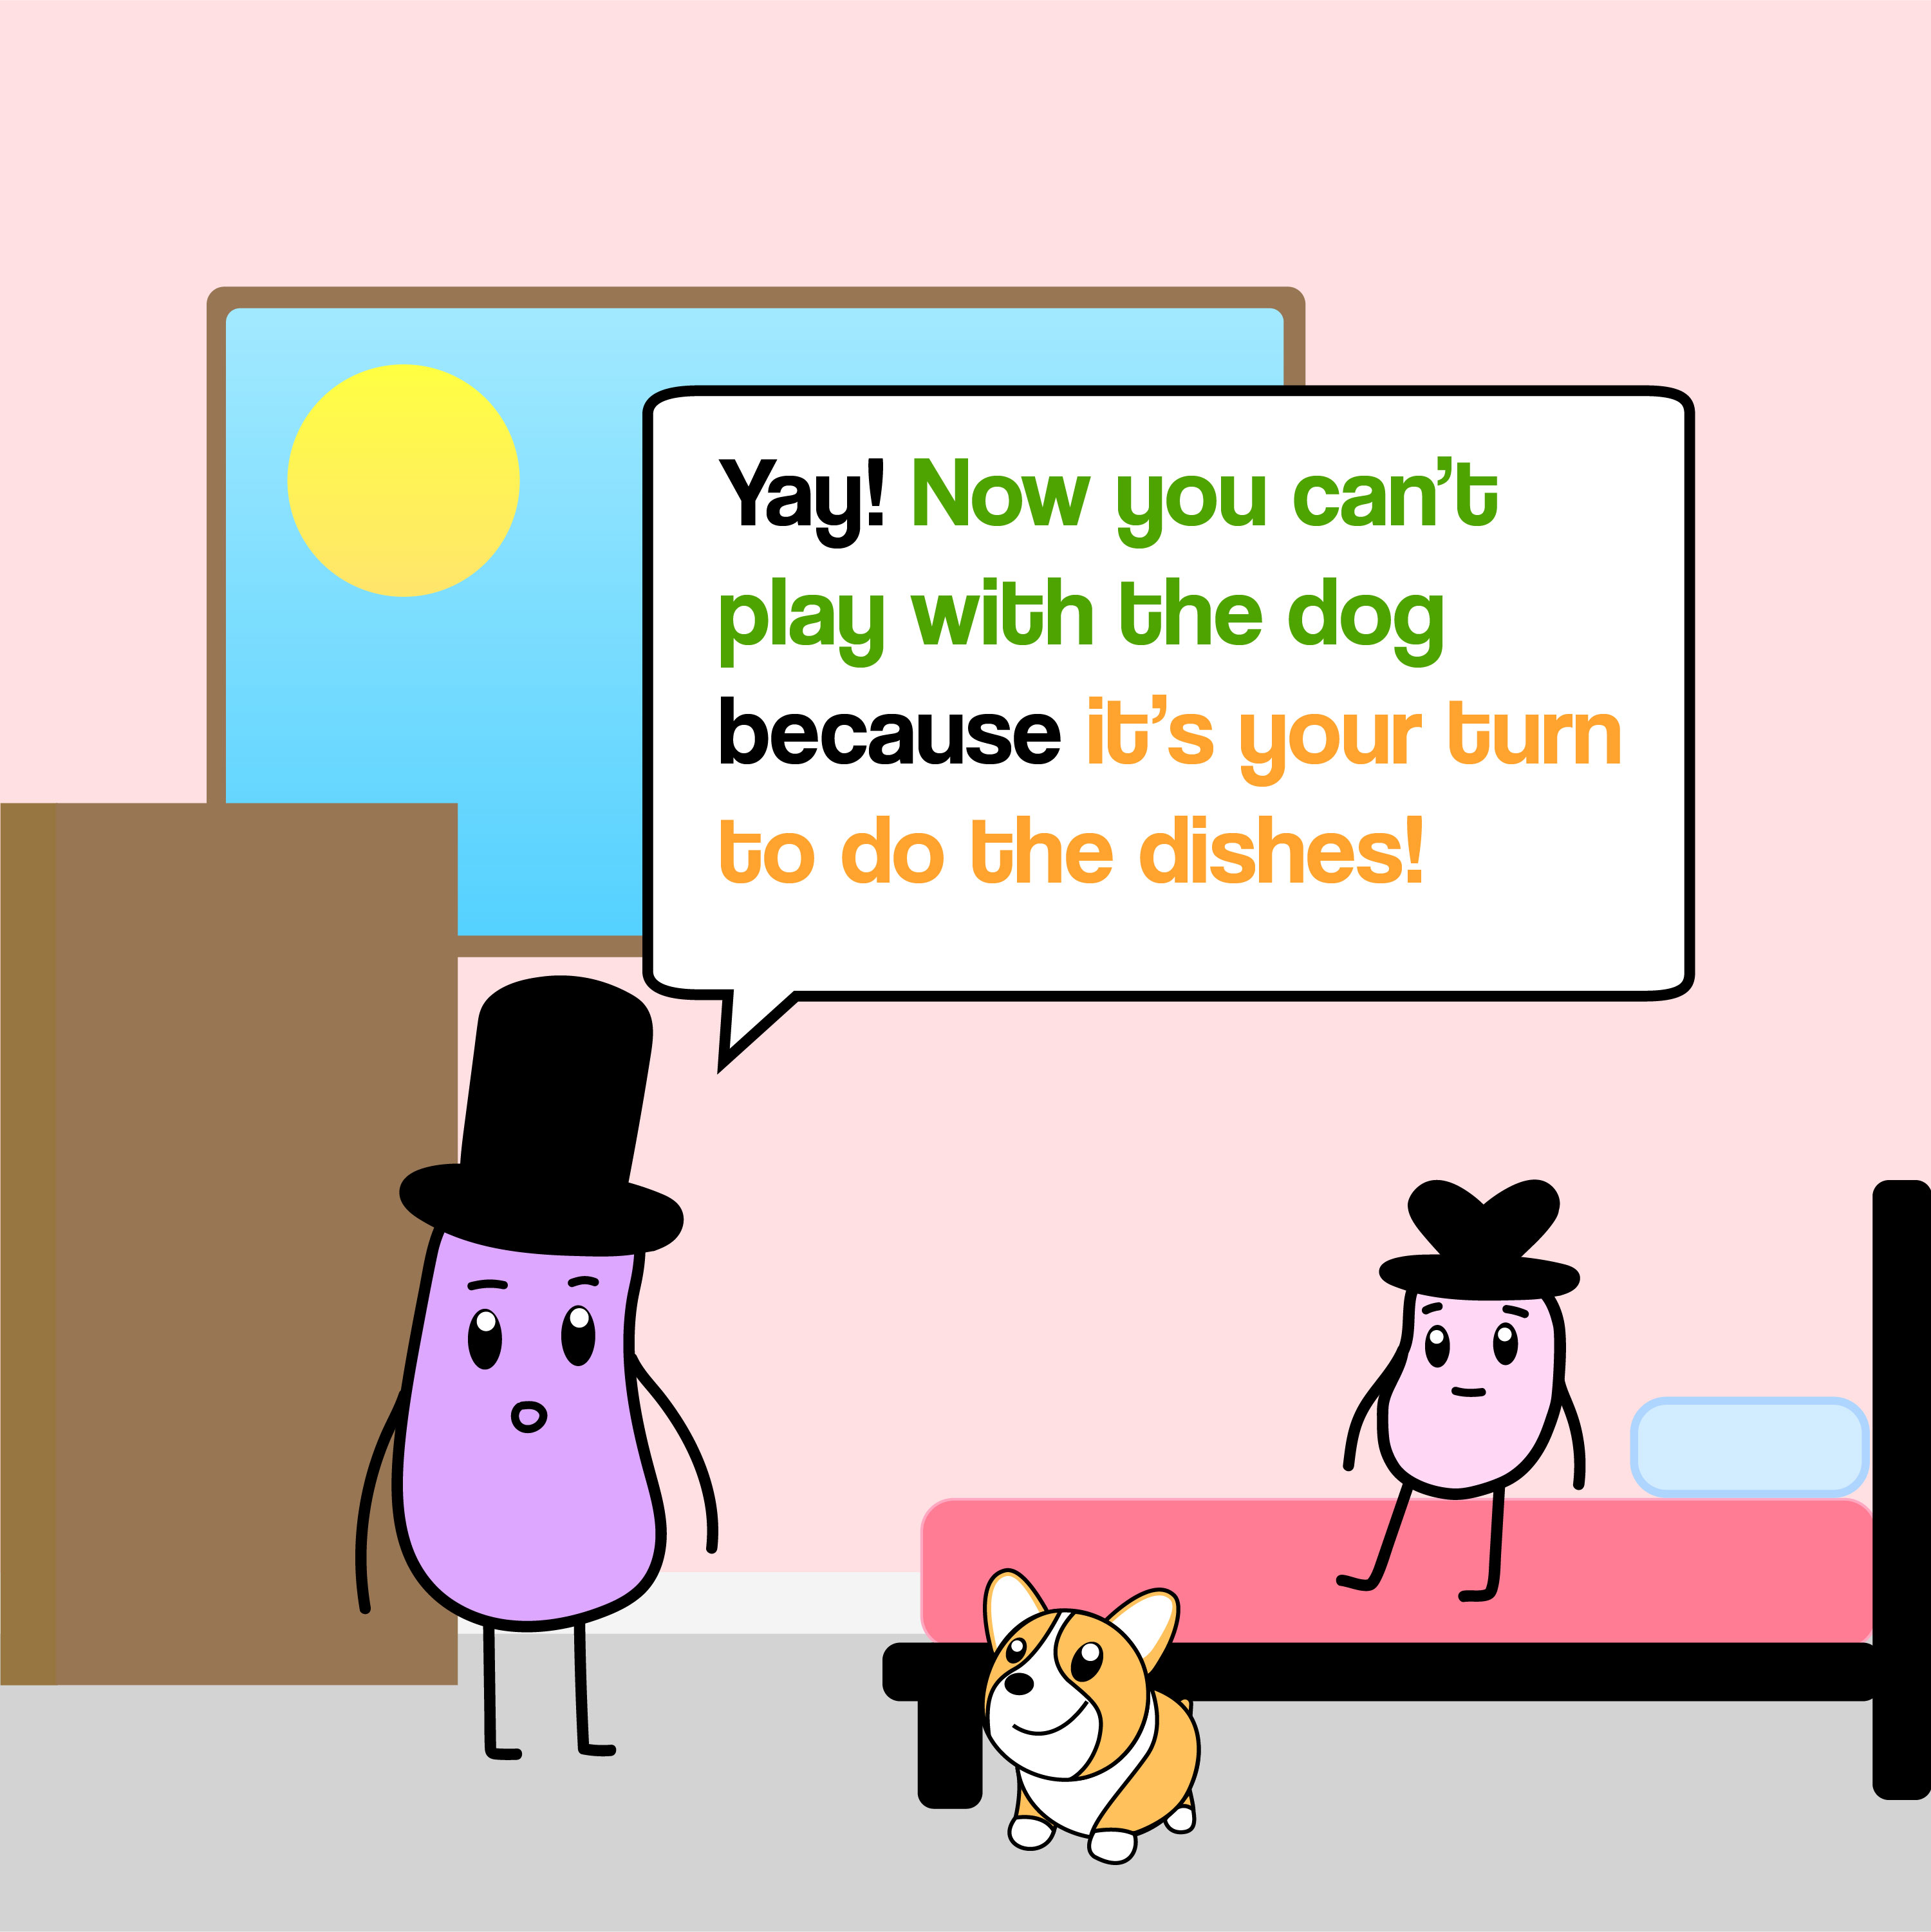 Yay! Now you can’t
play with the dog
because it’s your turn
to do the dishes!